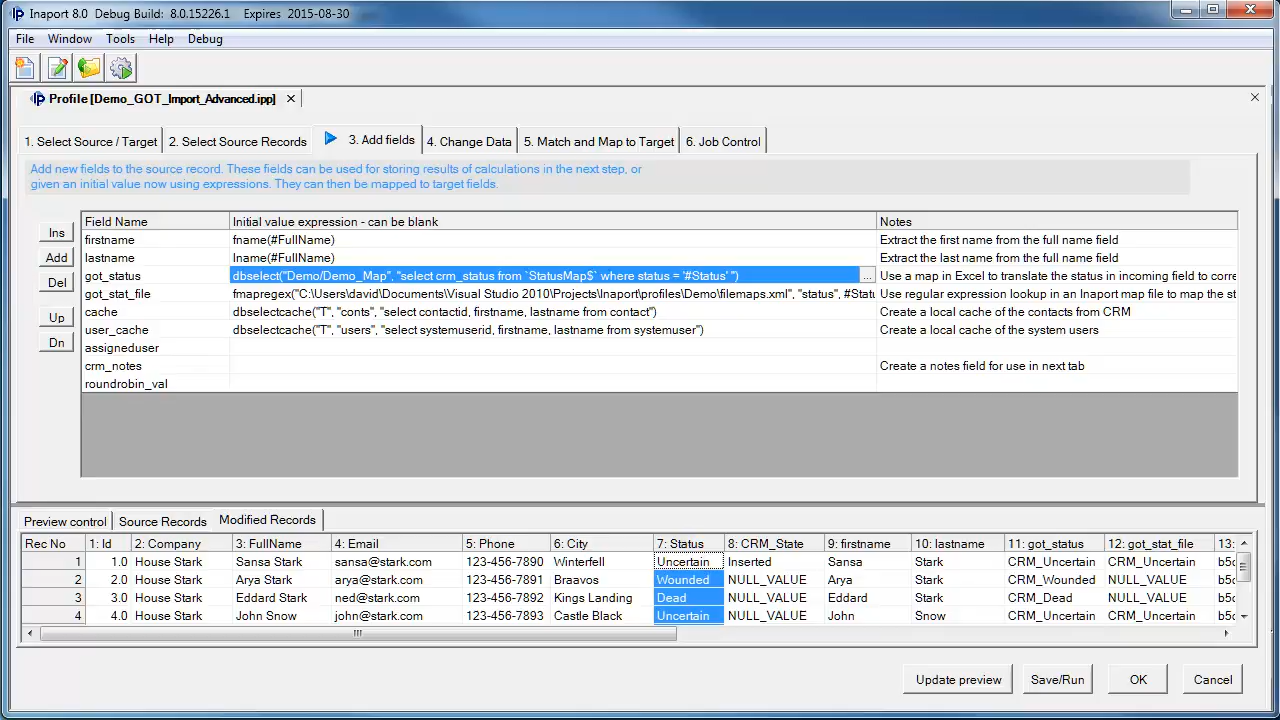 Inaport 8.0 Debug Build: 8.0.15226.1 Expires 2015-08-30
File Window Tools Help Debug
Profile [Demo_GOT_Import_Advanced.ipp]
1. Select Source / Target 2. Select Source Records 3. Add fields 4. Change Data 5. Match and Map to Target 6. Job Control
Add new fields to the source record. These fields can be used for storing results of calculations in the next step, or
given an initial value now using expressions. They can then be mapped to target fields.
Ins
Add
Del
Up
Dn
Field Name Initial value expression - can be blank Notes
firstname fname(#FullName) Extract the first name from the full name field
lastname lname(#FullName) Extract the last name from the full name field
got_status dbselect("Demo/Demo_Map", "select crm_status from `StatusMap$` where status = '#Status' ") ... Use a map in Excel to translate the status in incoming field to corre
got_stat_file fmapregex("C:\Users\david\Documents\Visual Studio 2010\Projects\Inaport\profiles\Demo\filemaps.xml", "status", #Statu Use regular expression lookup in an Inaport map file to map the st
cache dbselectcache("T", "conts", "select contactid, firstname, lastname from contact") Create a local cache of the contacts from CRM
user_cache dbselectcache("T", "users", "select systemuserid, firstname, lastname from systemuser") Create a local cache of the system users
assigneduser
crm_notes Create a notes field for use in next tab
roundrobin_val
Preview control Source Records Modified Records
Rec No 1: Id 2: Company 3: FullName 4: Email 5: Phone 6: City 7: Status 8: CRM_State 9: firstname 10: lastname 11: got_status 12: got_stat_file 13:
1 1.0 House Stark Sansa Stark sansa@stark.com 123-456-7890 Winterfell Uncertain Inserted Sansa Stark CRM_Uncertain CRM_Uncertain b5c
2 2.0 House Stark Arya Stark arya@stark.com 123-456-7891 Braavos Wounded NULL_VALUE Arya Stark CRM_Wounded NULL_VALUE b5c
3 3.0 House Stark Eddard Stark ned@stark.com 123-456-7892 Kings Landing Dead NULL_VALUE Eddard Stark CRM_Dead NULL_VALUE b5c
4 4.0 House Stark John Snow john@stark.com 123-456-7893 Castle Black Uncertain NULL_VALUE John Snow CRM_Uncertain CRM_Uncertain b5c
Update preview Save/Run OK Cancel